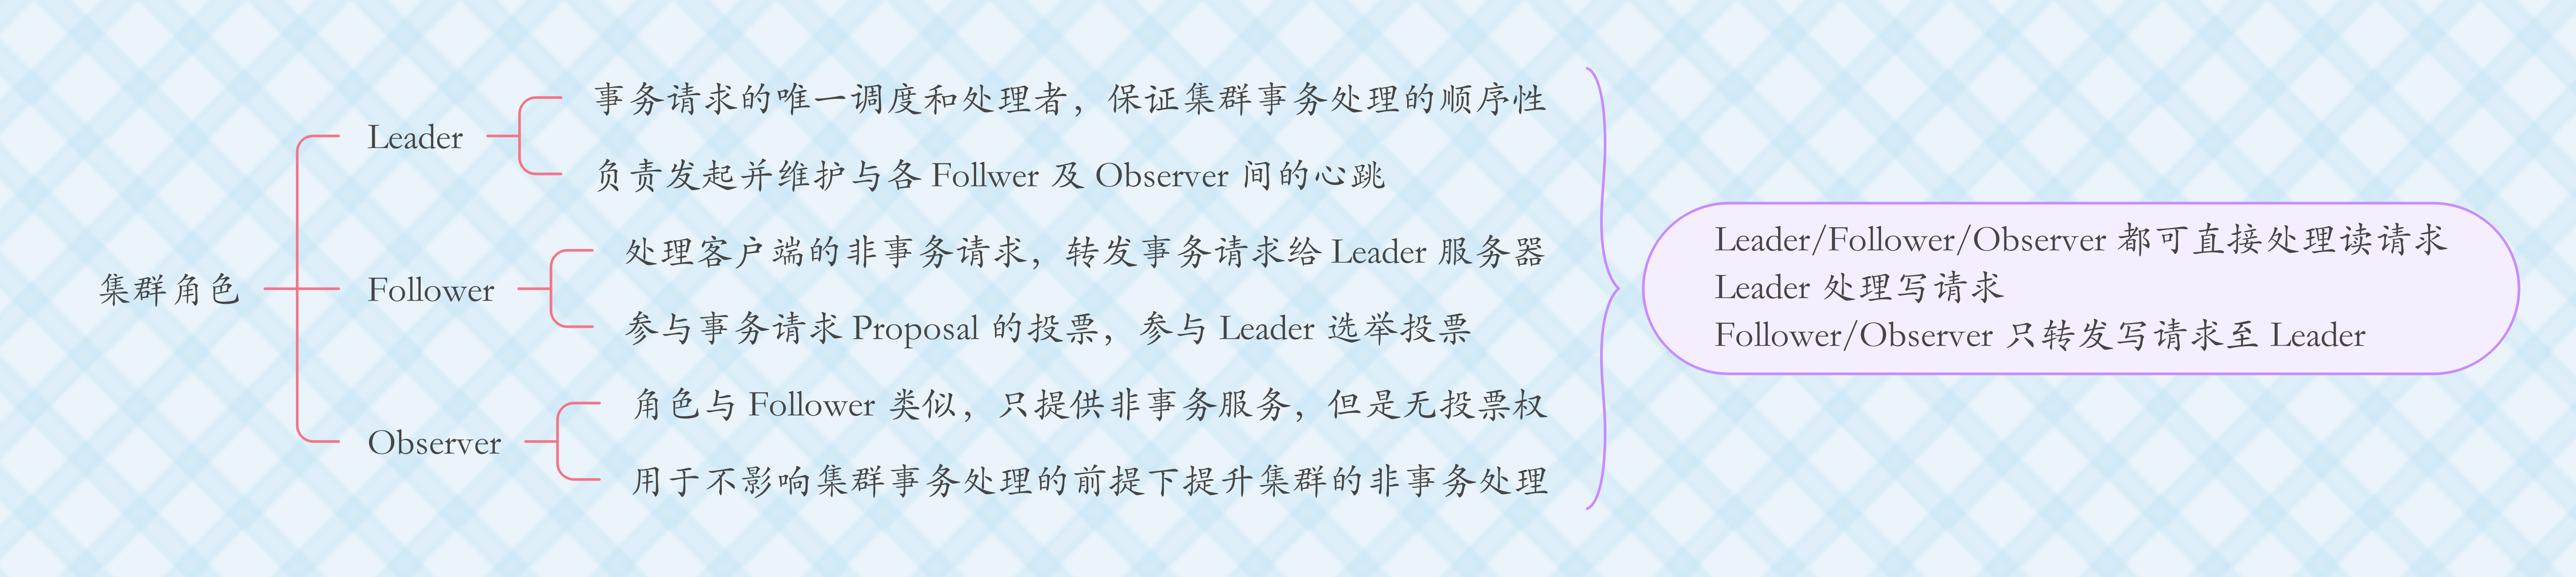 集群角色
Leader
事务请求的唯一调度和处理者，保证集群事务处理的顺序性
负责发起并维护与各 Follwer 及 Observer 间的心跳
Follower
处理客户端的非事务请求，转发事务请求给 Leader 服务器
参与事务请求 Proposal 的投票，参与 Leader 选举投票
Observer
角色与 Follower 类似，只提供非事务服务，但是无投票权
用于不影响集群事务处理的前提下提升集群的非事务处理
Leader/Follower/Observer 都可直接处理读请求
Leader 处理写请求
Follower/Observer 只转发写请求至 Leader